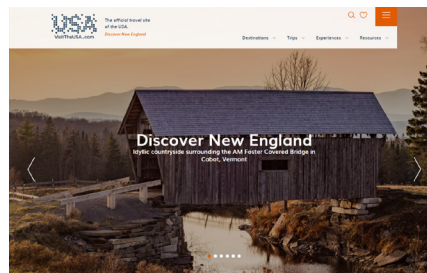 USA
VisitTheUSA.com
The official travel site
of the USA.
Discover New England
Destinations
Trips
Experiences
Resources
Discover New England
Idyllic countryside surrounding the AM Foster Covered Bridge in
Cabot, Vermont